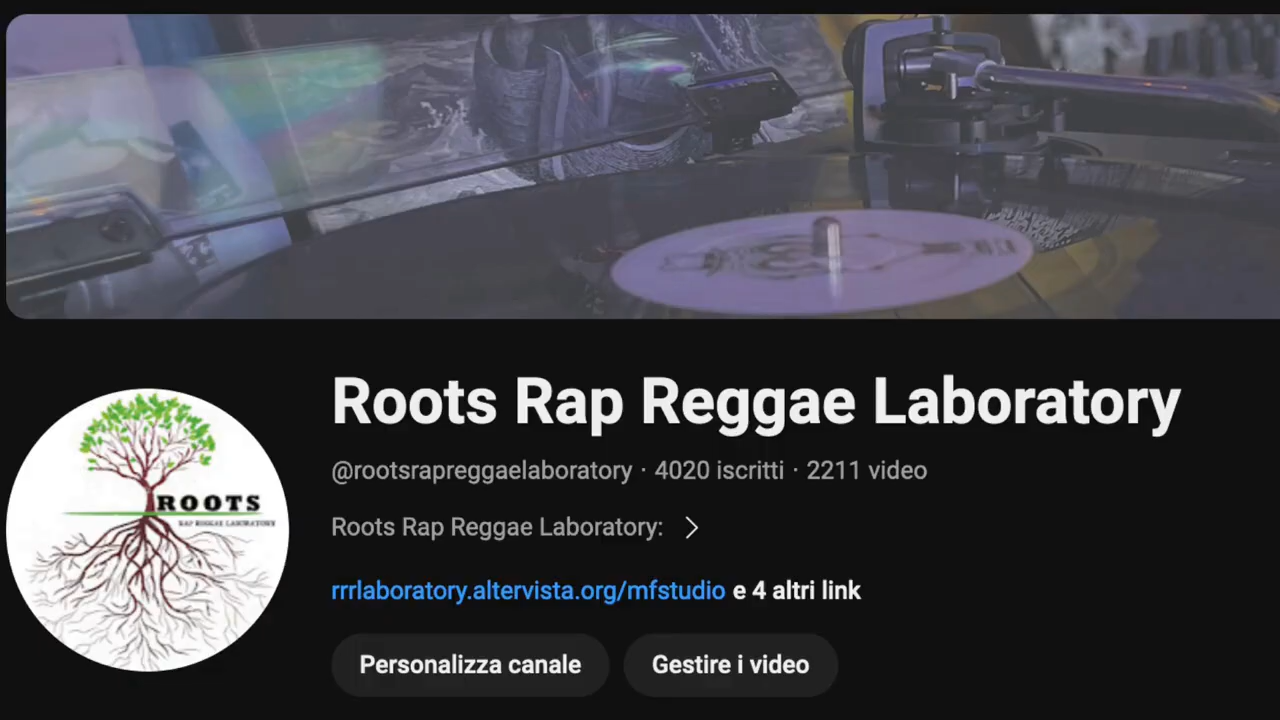 Roots Rap Reggae Laboratory
@rootsrapreggaelaboratory · 4020 iscritti · 2211 video
ROOTS
RAP REGGAE LABORATORY
Roots Rap Reggae Laboratory:
rrrlaboratory.altervista.org/mfstudio e 4 altri link
Personalizza canale Gestire i video